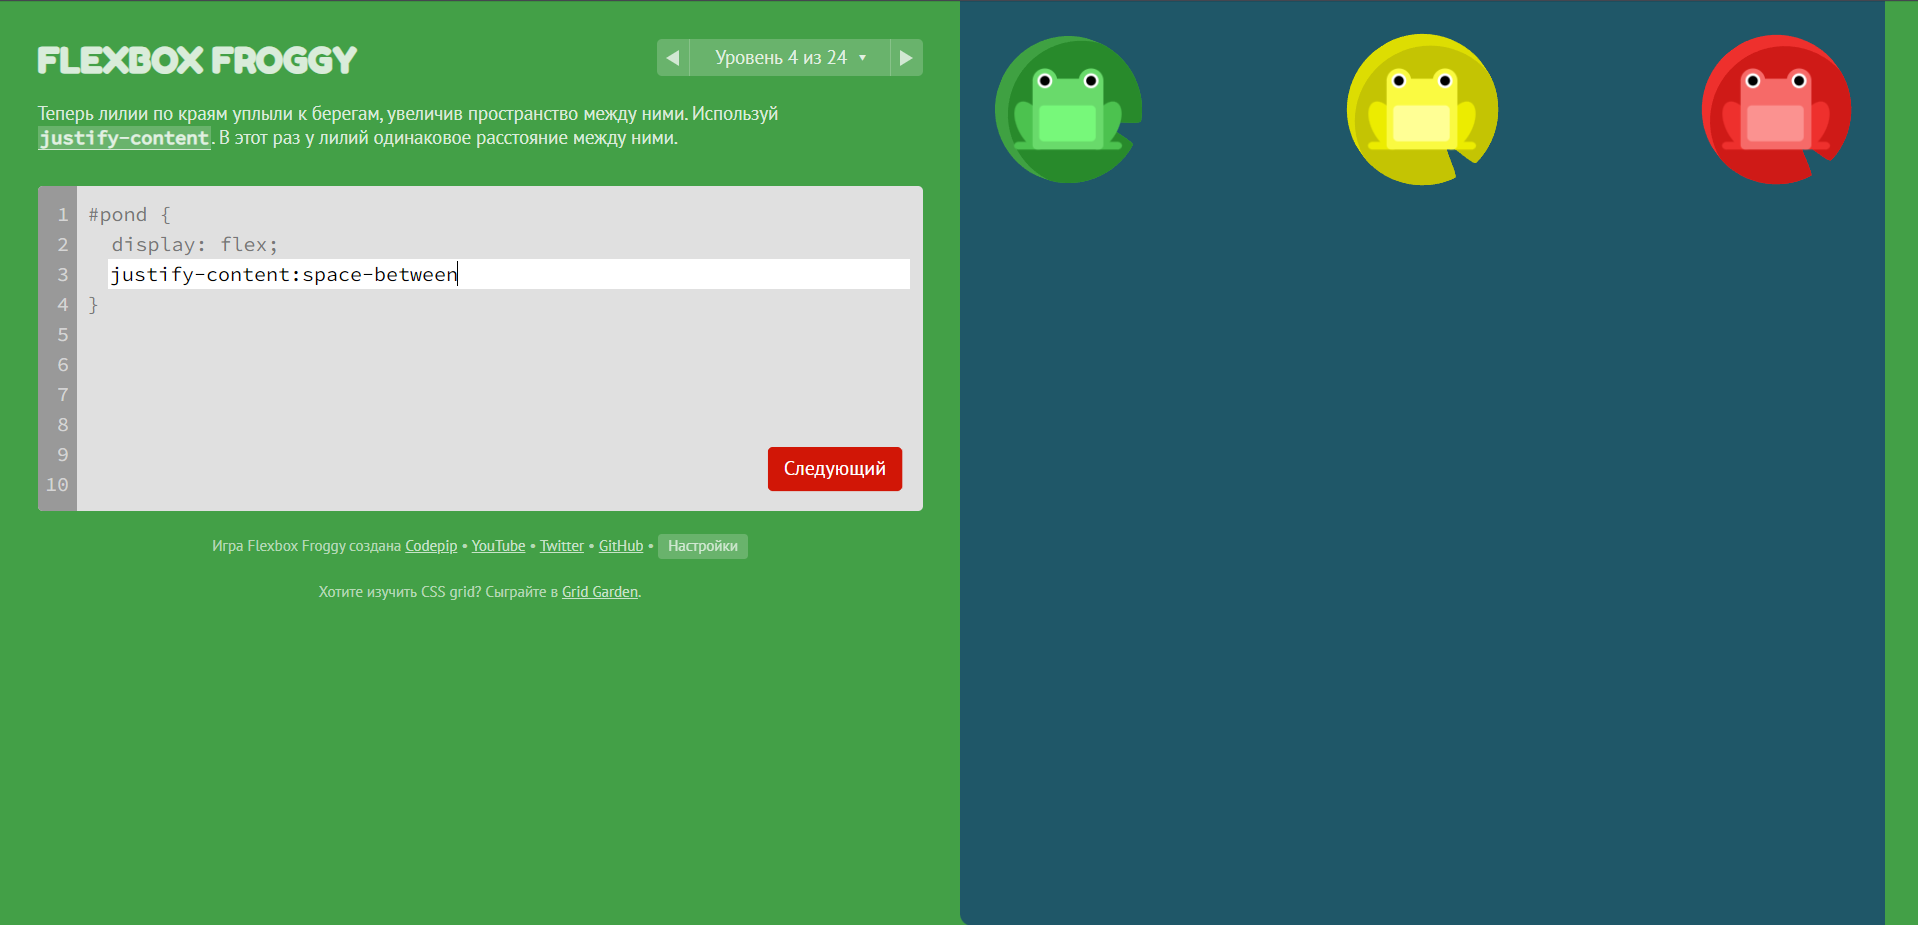 FLEXBOX FROGGY
Уровень 4 из 24
Теперь лилии по краям уплыли к берегам, увеличив пространство между ними. Используй
justify-content. В этот раз у лилий одинаковое расстояние между ними.
1 #pond {
2 display: flex;
3 justify-content:space-between
4 }
5
6
7
8
9
10
Следующий
Игра Flexbox Froggy создана Codepip • YouTube • Twitter • GitHub • Настройки
Хотите изучить CSS grid? Сыграйте в Grid Garden.